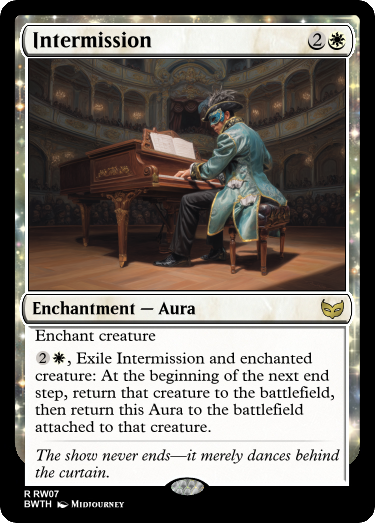 Intermission 2
Enchantment — Aura
Enchant creature
2 , Exile Intermission and enchanted
creature: At the beginning of the next end
step, return that creature to the battlefield,
then return this Aura to the battlefield
attached to that creature.
The show never ends—it merely dances behind
the curtain.
R RW07
BWTH Midjourney